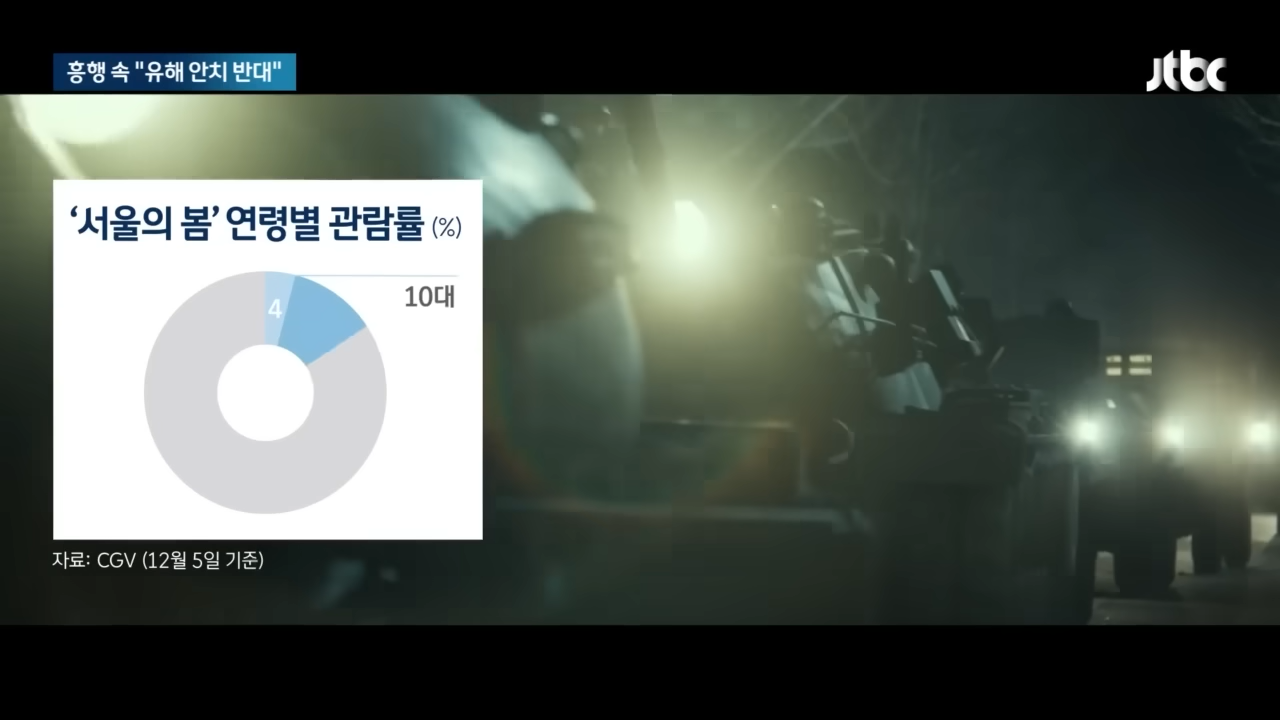 흥행 속 "유해 안치 반대"
jtbc
‘서울의 봄’ 연령별 관람률 (%)
4
10대
자료: CGV (12월 5일 기준)